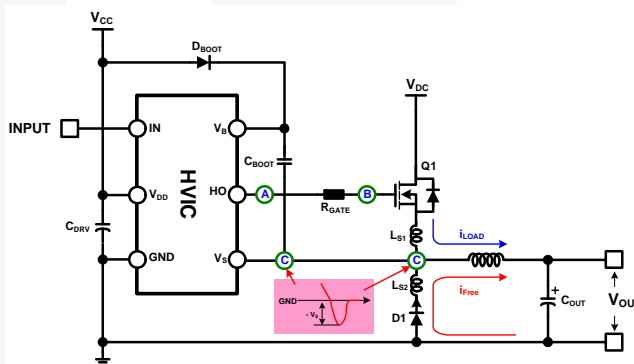 VCC
DBOOT
VDC
INPUT
IN
VB
HVIC
CBOOT
Q1
HO
A
RGATE
B
VDD
CDRV
LS1
iLOAD
GND
VS
C
C
LS2
iFree
GND
- VS
D1
COUT
+
VOU